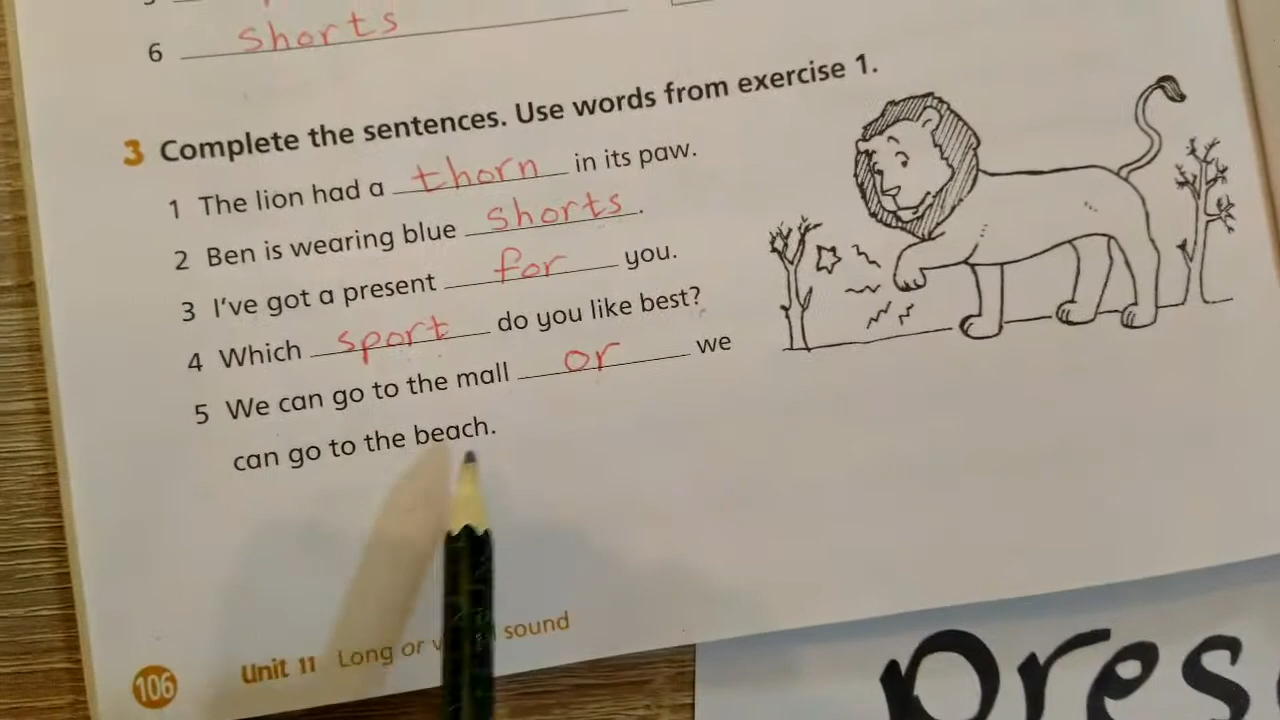 6 shorts
3 Complete the sentences. Use words from exercise 1.
1 The lion had a thorn in its paw.
2 Ben is wearing blue shorts.
3 I've got a present for you.
4 Which sport do you like best?
5 We can go to the mall or we
can go to the beach.
106 Unit 11 Long or sound
pres